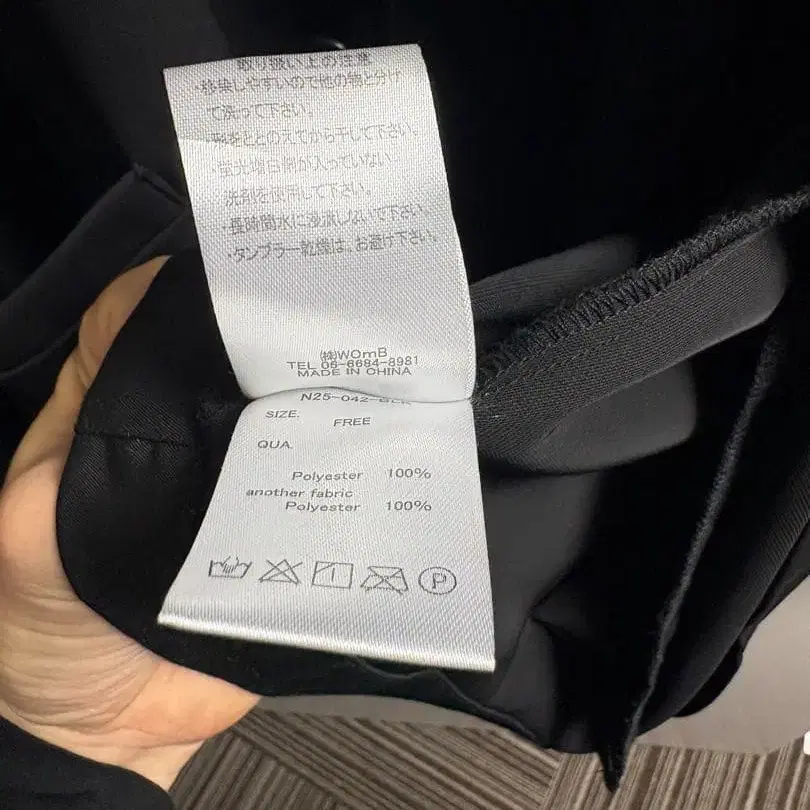 取り扱い上の注意
・移染しやすいので他の物と分け
て洗って下さい。
・形をととのえてから干して下さい。
・蛍光増白剤が入っていない
洗剤を使用して下さい。
・長時間水に浸漬しないで下さい。
・タンブラー乾燥は、お避け下さい。
㈱WOmB
TEL 06-6684-8981
MADE IN CHINA
N25-042-BLK
SIZE.
FREE
QUA.
Polyester 100%
another fabric
Polyester 100%
P